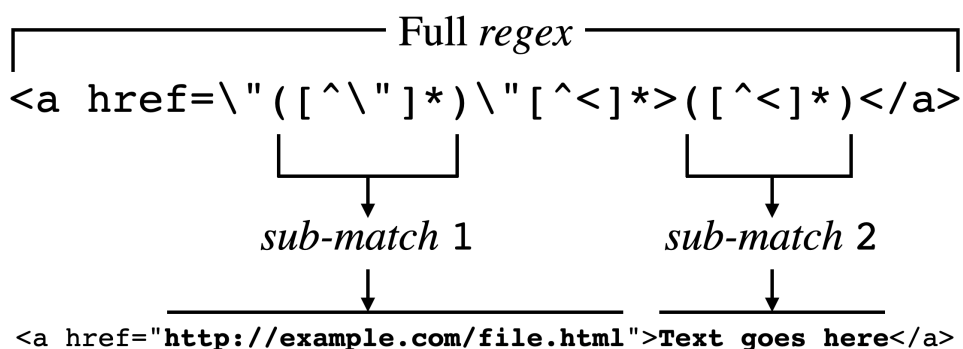 Full regex
<a href=\"([^\"]*)\"[^<]*>([^<]*)</a>
sub-match 1 sub-match 2
<a href="http://example.com/file.html">Text goes here</a>